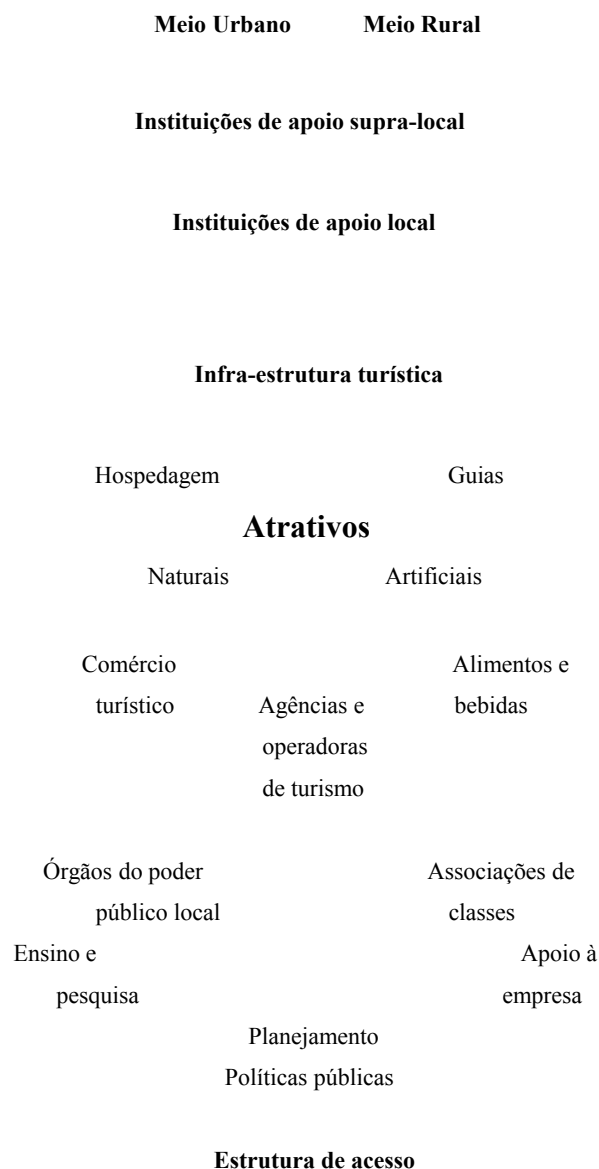 Meio Urbano Meio Rural
Instituições de apoio supra-local
Instituições de apoio local
Infra-estrutura turística
Hospedagem Guias
Atrativos
Naturais Artificiais
Comércio Alimentos e
turístico Agências e bebidas
operadoras
de turismo
Órgãos do poder Associações de
público local classes
Ensino e Apoio à
pesquisa empresa
Planejamento
Políticas públicas
Estrutura de acesso